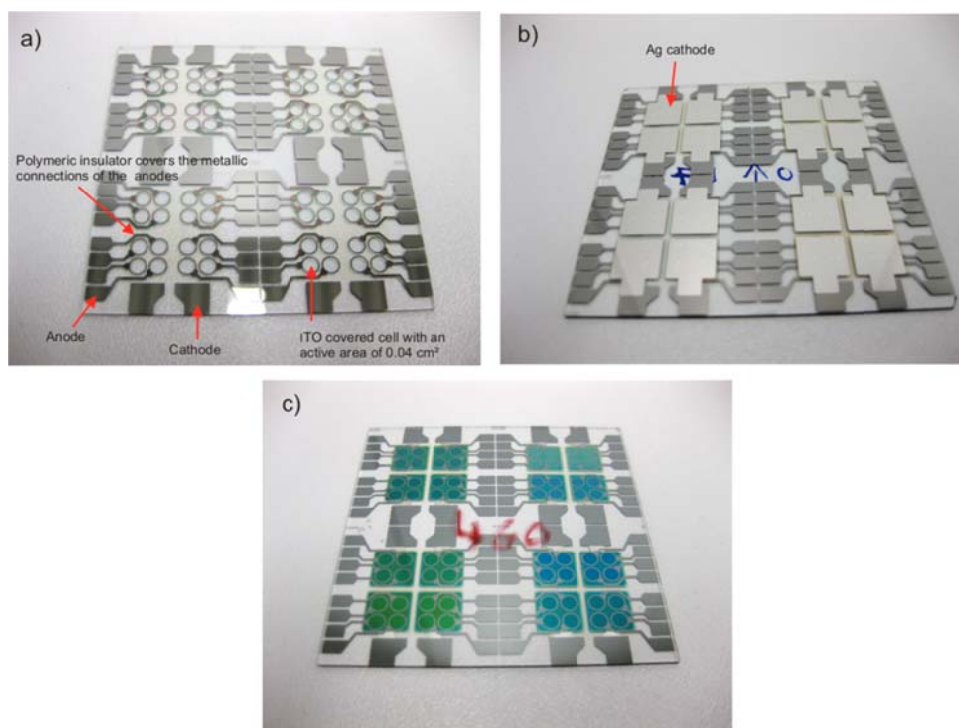 a)
Polymeric insulator covers the metallic
connections of the anodes
Anode
Cathode
ITO covered cell with an
active area of 0.04 cm²
b)
Ag cathode
c)
460